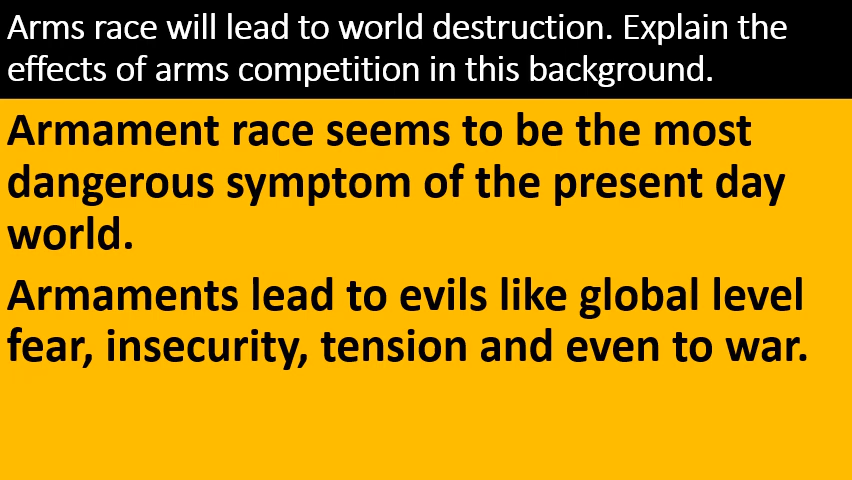 Arms race will lead to world destruction. Explain the
effects of arms competition in this background.
Armament race seems to be the most
dangerous symptom of the present day
world.
Armaments lead to evils like global level
fear, insecurity, tension and even to war.